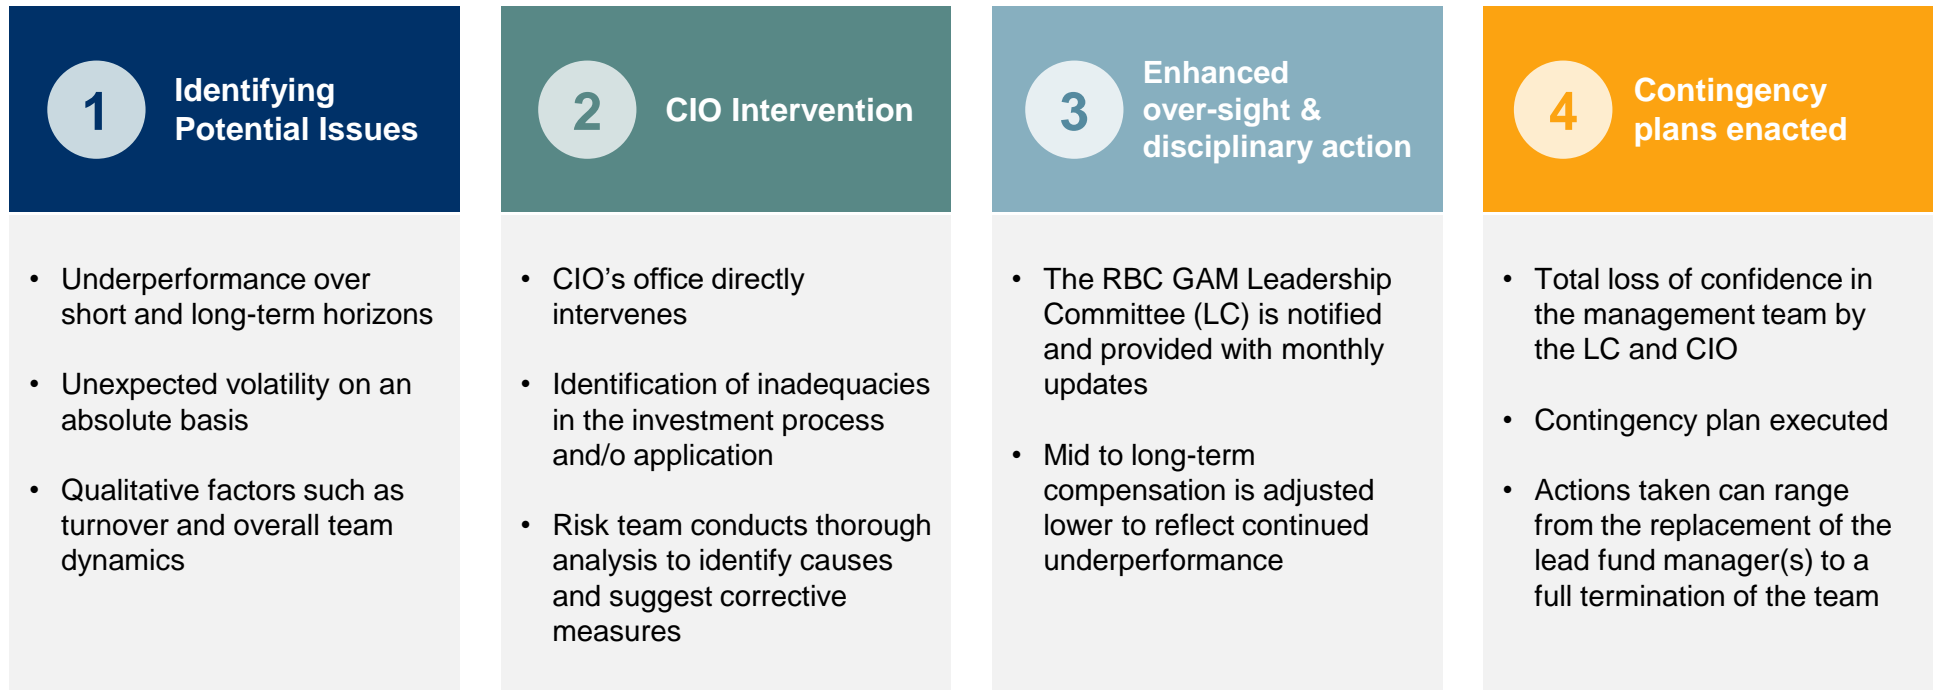 1
Identifying
Potential Issues
• Underperformance over
short and long-term horizons
• Unexpected volatility on an
absolute basis
• Qualitative factors such as
turnover and overall team
dynamics
2
CIO Intervention
• CIO’s office directly
intervenes
• Identification of inadequacies
in the investment process
and/o application
• Risk team conducts thorough
analysis to identify causes
and suggest corrective
measures
3
Enhanced
over-sight &
disciplinary action
• The RBC GAM Leadership
Committee (LC) is notified
and provided with monthly
updates
• Mid to long-term
compensation is adjusted
lower to reflect continued
underperformance
4
Contingency
plans enacted
• Total loss of confidence in
the management team by
the LC and CIO
• Contingency plan executed
• Actions taken can range
from the replacement of the
lead fund manager(s) to a
full termination of the team